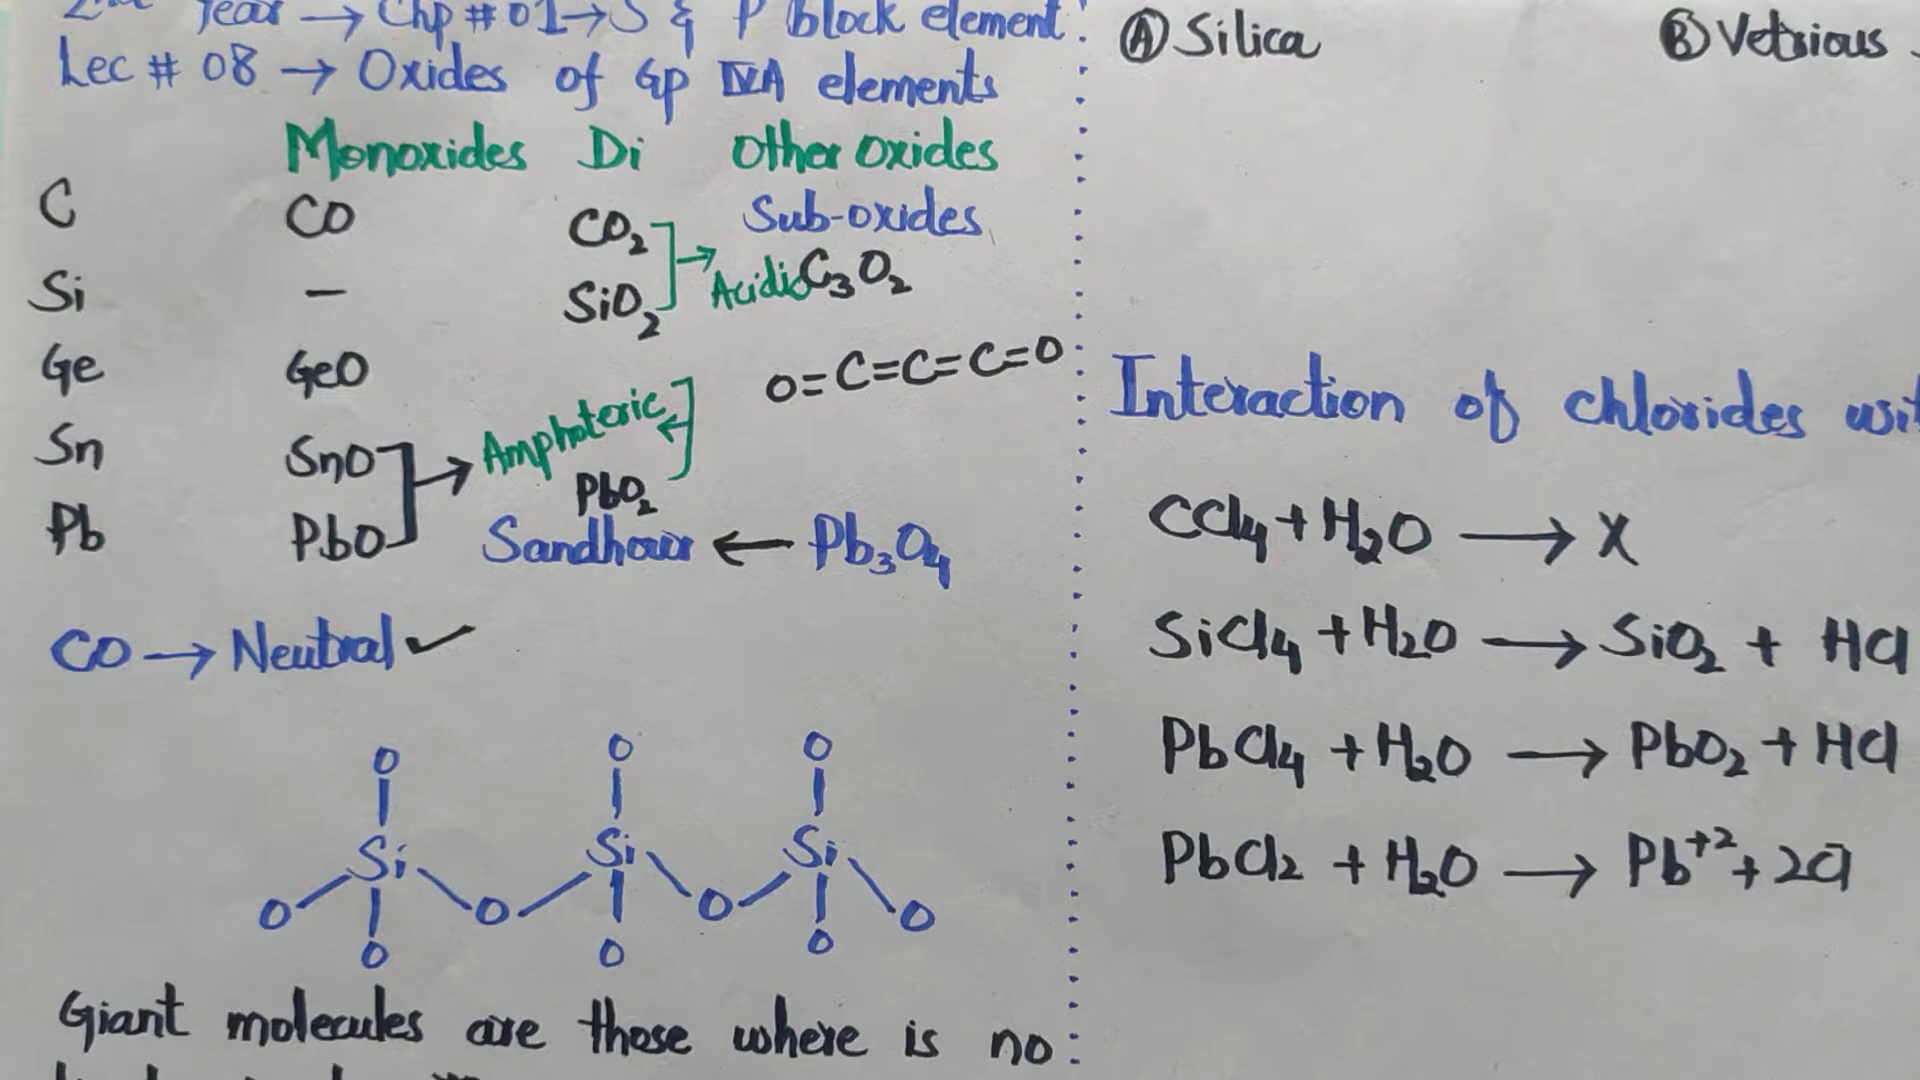 2nd Year → Chp # 01 → S & P block element.
Lec # 08 → Oxides of Gp IVA elements
Monoxides Di Other oxides
C CO CO2 Sub-oxides
Si - SiO2 → Acidic C3O2
Ge GeO O=C=C=C=O
Sn SnO → Amphoteric
Pb PbO PbO2
Sandhoor ← Pb3O4
CO → Neutral ✓
O O O
Si Si Si
O O O O
O O O
Giant molecules are those where is no
Ⓐ Silica Ⓑ Vetrious
Interaction of chlorides wit
CCl4 + H2O → X
SiCl4 + H2O → SiO2 + HCl
PbCl4 + H2O → PbO2 + HCl
PbCl2 + H2O → Pb+2 + 2Cl